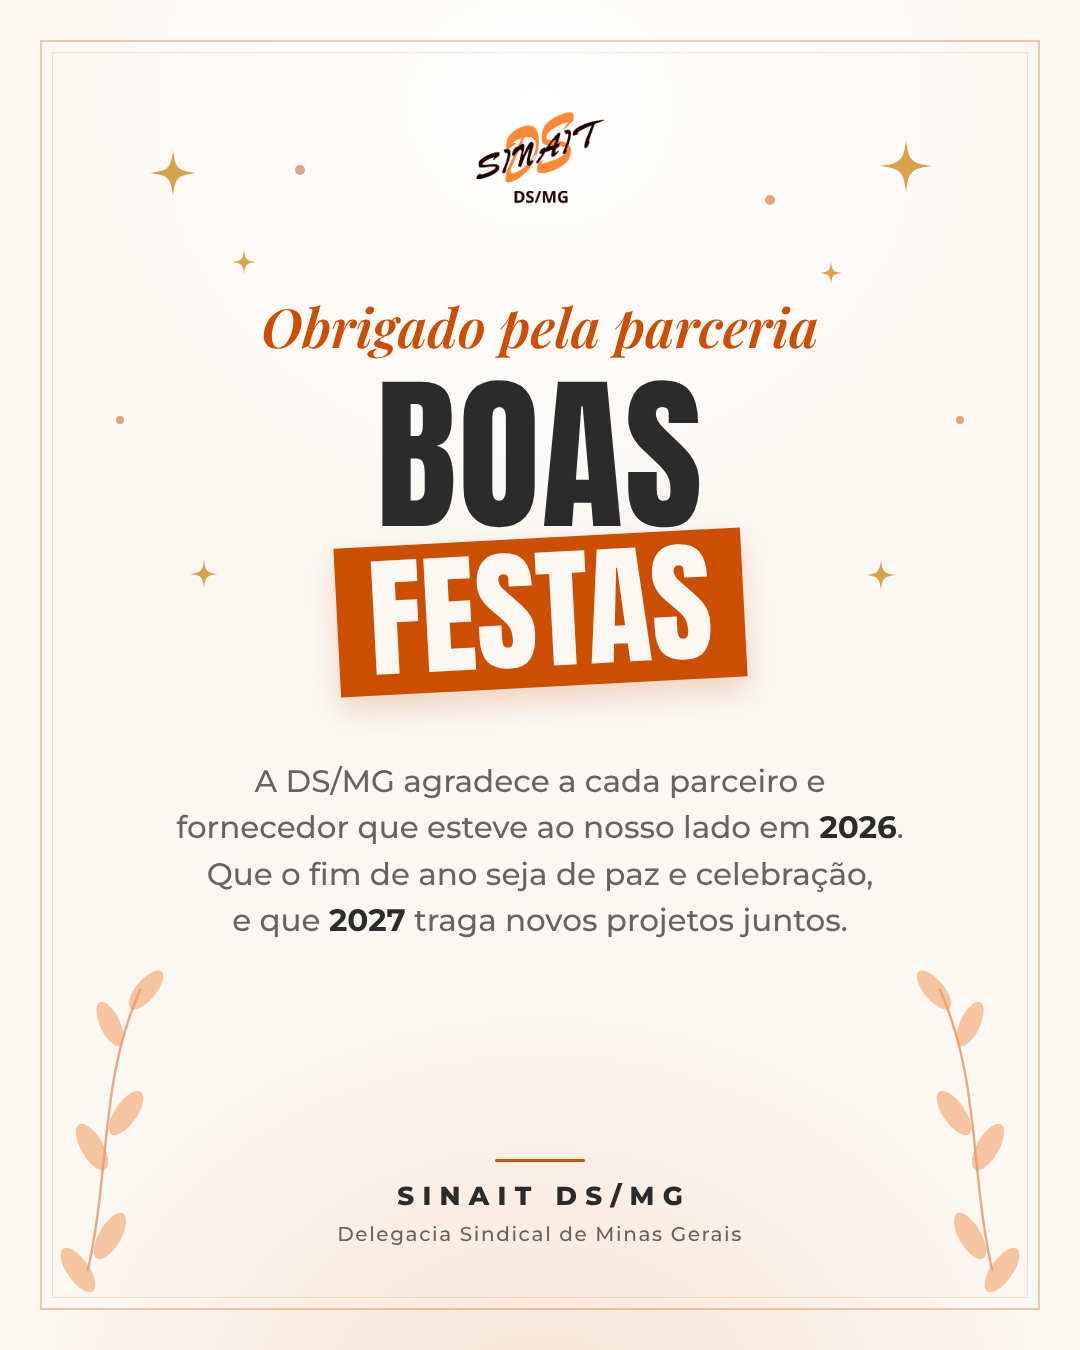 DS
SINAIT
DS/MG
Obrigado pela parceria
BOAS
FESTAS
A DS/MG agradece a cada parceiro e
fornecedor que esteve ao nosso lado em 2026.
Que o fim de ano seja de paz e celebração,
e que 2027 traga novos projetos juntos.
SINAIT DS/MG
Delegacia Sindical de Minas Gerais